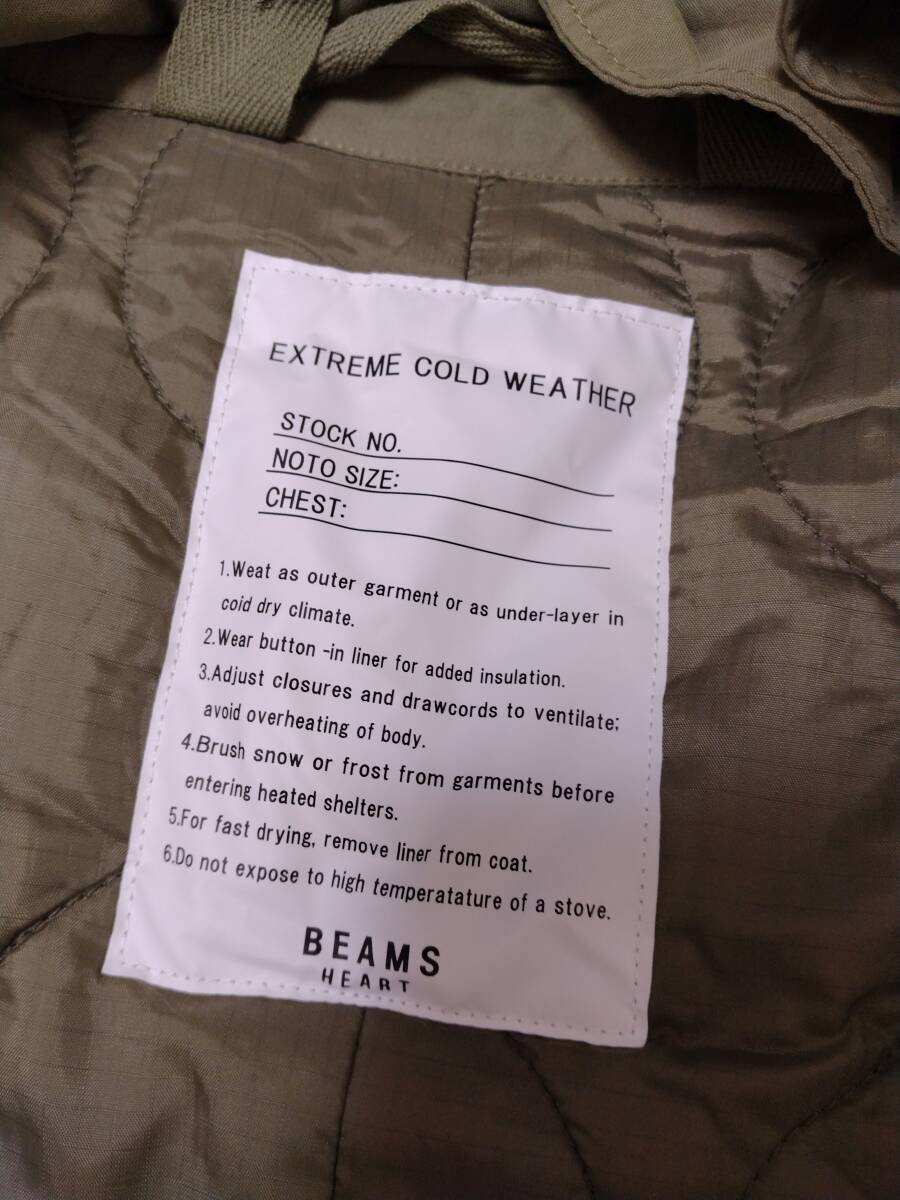 EXTREME COLD WEATHER
STOCK NO.
NOTO SIZE:
CHEST:
1.Weat as outer garment or as under-layer in
cold dry climate.
2.Wear button -in liner for added insulation.
3.Adjust closures and drawcords to ventilate;
avoid overheating of body.
4.Brush snow or frost from garments before
entering heated shelters.
5.For fast drying, remove liner from coat.
6.Do not expose to high temperatature of a stove.
BEAMS
HEART